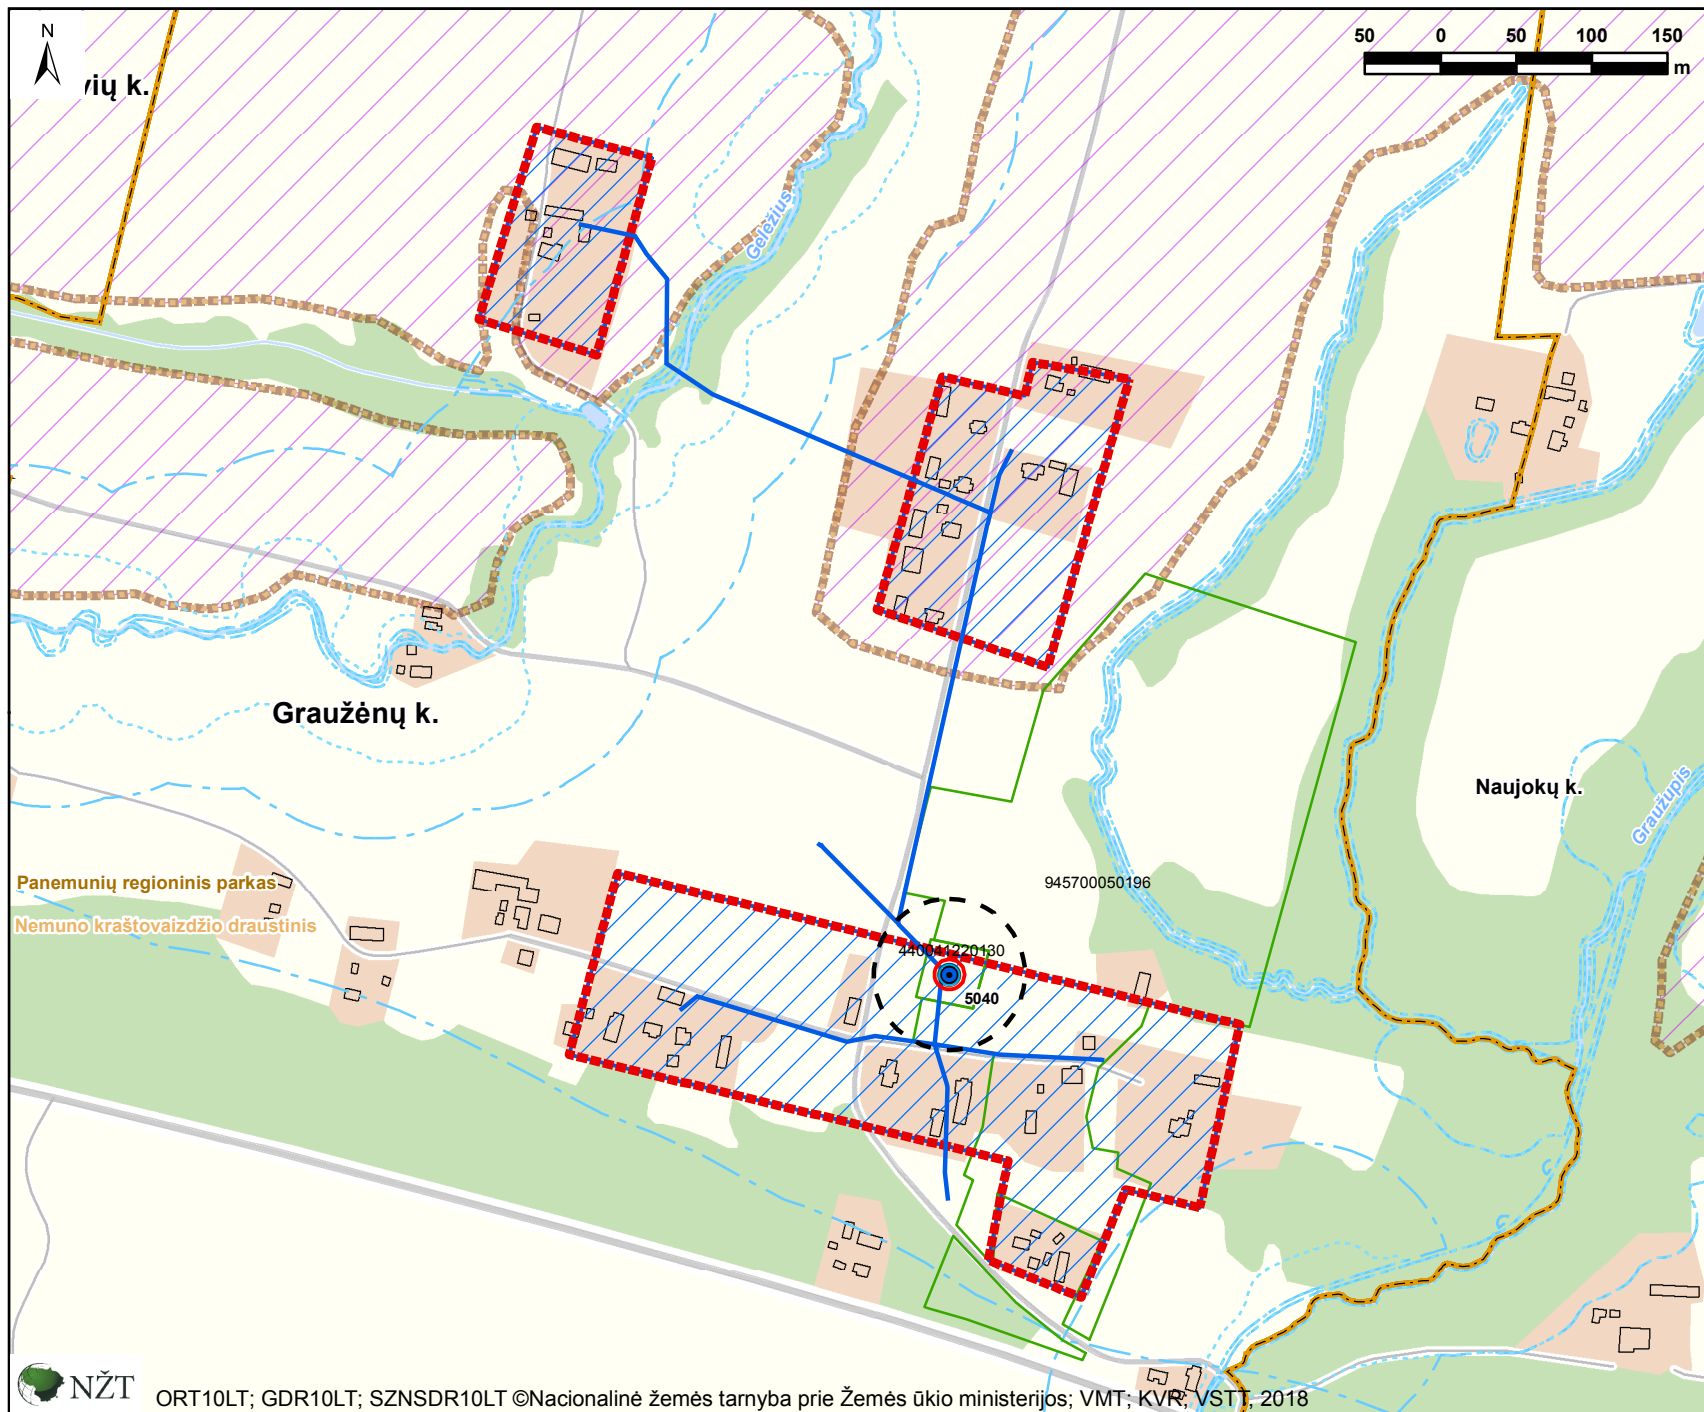 N
vių k.
50 0 50 100 150
m
Geležius
Graužėnų k.
Naujokų k.
Graužupis
945700050196
Panemunių regioninis parkas
Nemuno kraštovaizdžio draustinis
440041220130
5040
NŽT
ORT10LT; GDR10LT; SZNSDR10LT ©Nacionalinė žemės tarnyba prie Žemės ūkio ministerijos; VMT; KVR; VSTT, 2018